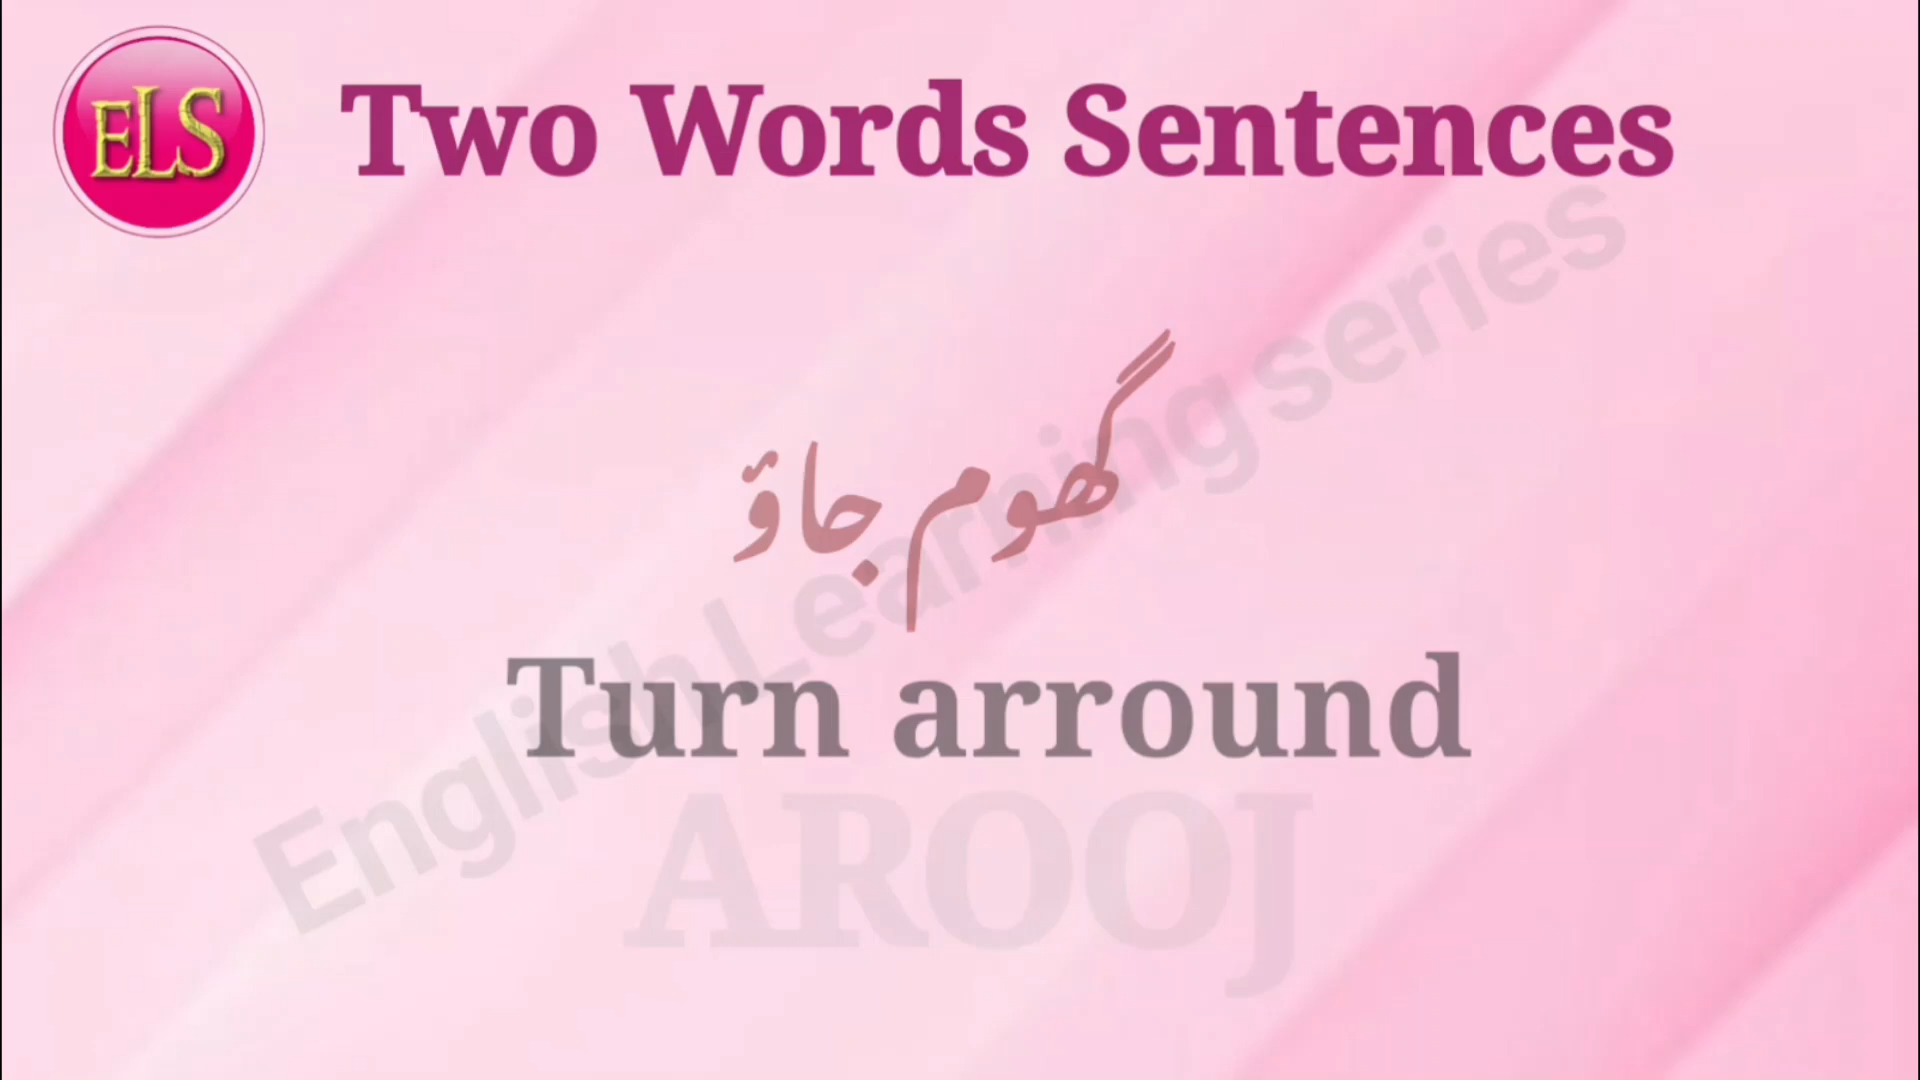 ELS
Two Words Sentences
گھوم جاؤ
Turn arround
AROOJ
English Learning series